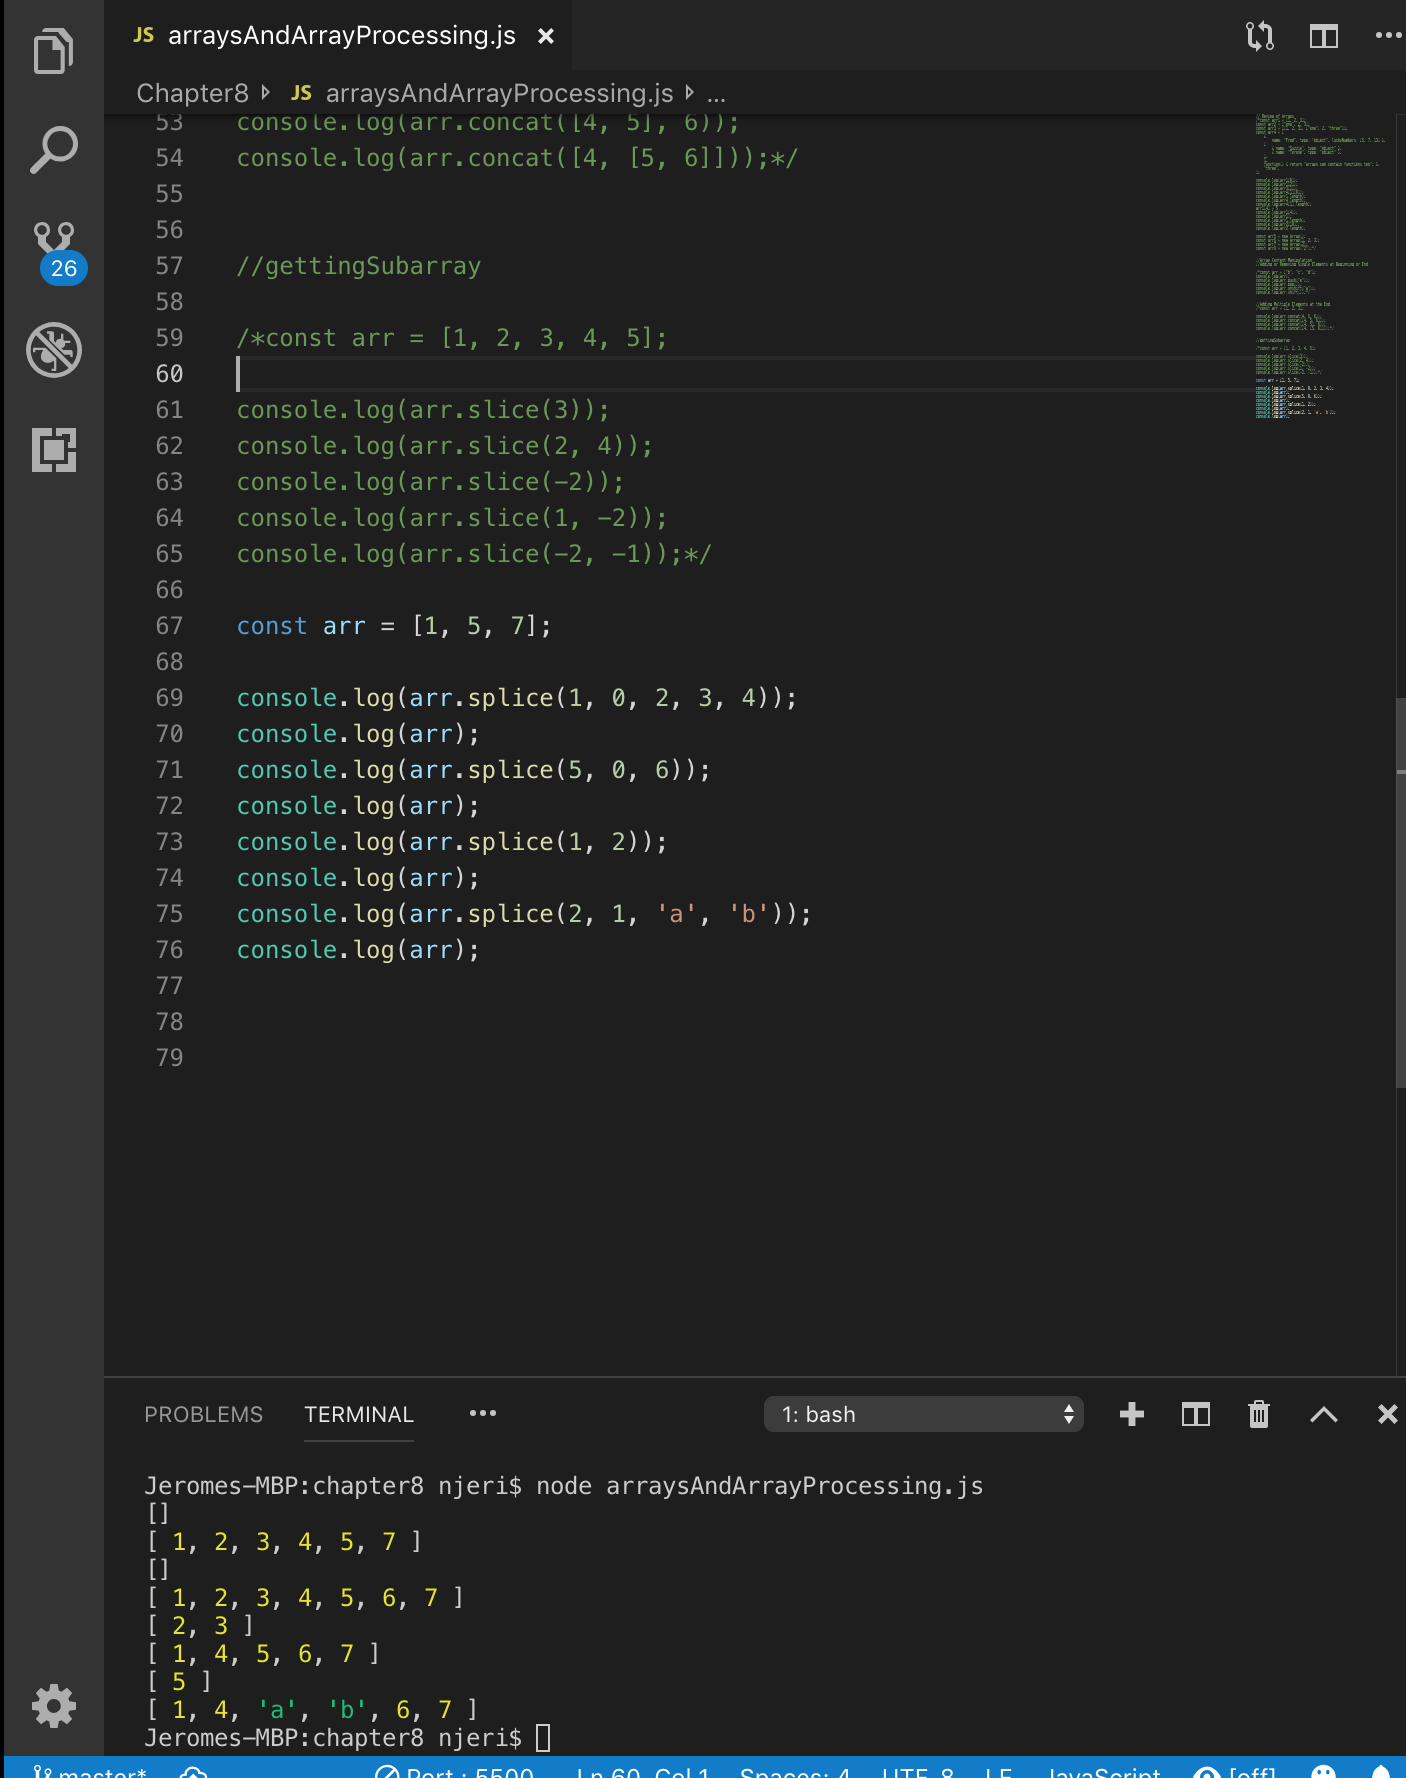 JS arraysAndArrayProcessing.js
Chapter8 JS arraysAndArrayProcessing.js ...
53 console.log(arr.concat([4, 5], 6));
54 console.log(arr.concat([4, [5, 6]]));*/
55
56
57 //gettingSubarray
58
59 /*const arr = [1, 2, 3, 4, 5];
60
61 console.log(arr.slice(3));
62 console.log(arr.slice(2, 4));
63 console.log(arr.slice(-2));
64 console.log(arr.slice(1, -2));
65 console.log(arr.slice(-2, -1));*/
66
67 const arr = [1, 5, 7];
68
69 console.log(arr.splice(1, 0, 2, 3, 4));
70 console.log(arr);
71 console.log(arr.splice(5, 0, 6));
72 console.log(arr);
73 console.log(arr.splice(1, 2));
74 console.log(arr);
75 console.log(arr.splice(2, 1, 'a', 'b'));
76 console.log(arr);
77
78
79
26
PROBLEMS TERMINAL ... 1: bash
Jeromes-MBP:chapter8 njeri$ node arraysAndArrayProcessing.js
[]
[ 1, 2, 3, 4, 5, 7 ]
[]
[ 1, 2, 3, 4, 5, 6, 7 ]
[ 2, 3 ]
[ 1, 4, 5, 6, 7 ]
[ 5 ]
[ 1, 4, 'a', 'b', 6, 7 ]
Jeromes-MBP:chapter8 njeri$
master* Port : 5500 Ln 60, Col 1 Spaces: 4 UTF-8 LF JavaScript [off]